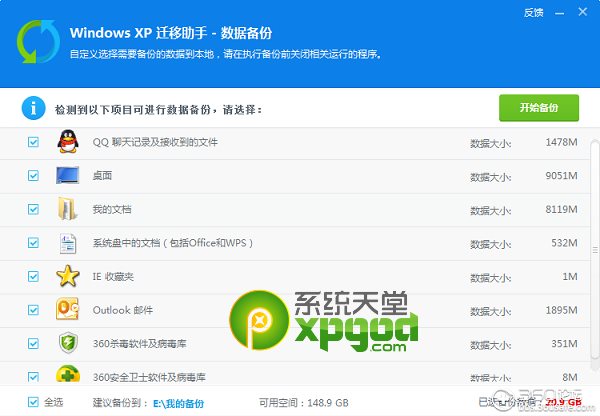 反馈
Windows XP 迁移助手 - 数据备份
自定义选择需要备份的数据到本地，请在执行备份前关闭相关运行的程序。
检测到以下项目可进行数据备份，请选择： 开始备份
QQ 聊天记录及接收到的文件 数据大小: 1478M
桌面 数据大小: 9051M
我的文档 数据大小: 8119M
系统盘中的文档（包括Office和WPS） 数据大小: 532M
IE 收藏夹 数据大小: 1M
Outlook 邮件 数据大小: 1895M
360杀毒软件及病毒库 数据大小: 351M
360安全卫士软件及病毒库 数据大小: 8M
系统天堂
xpgod
.com
全选 建议备份到: E:\我的备份 可用空间：148.9 GB 20.9 GB